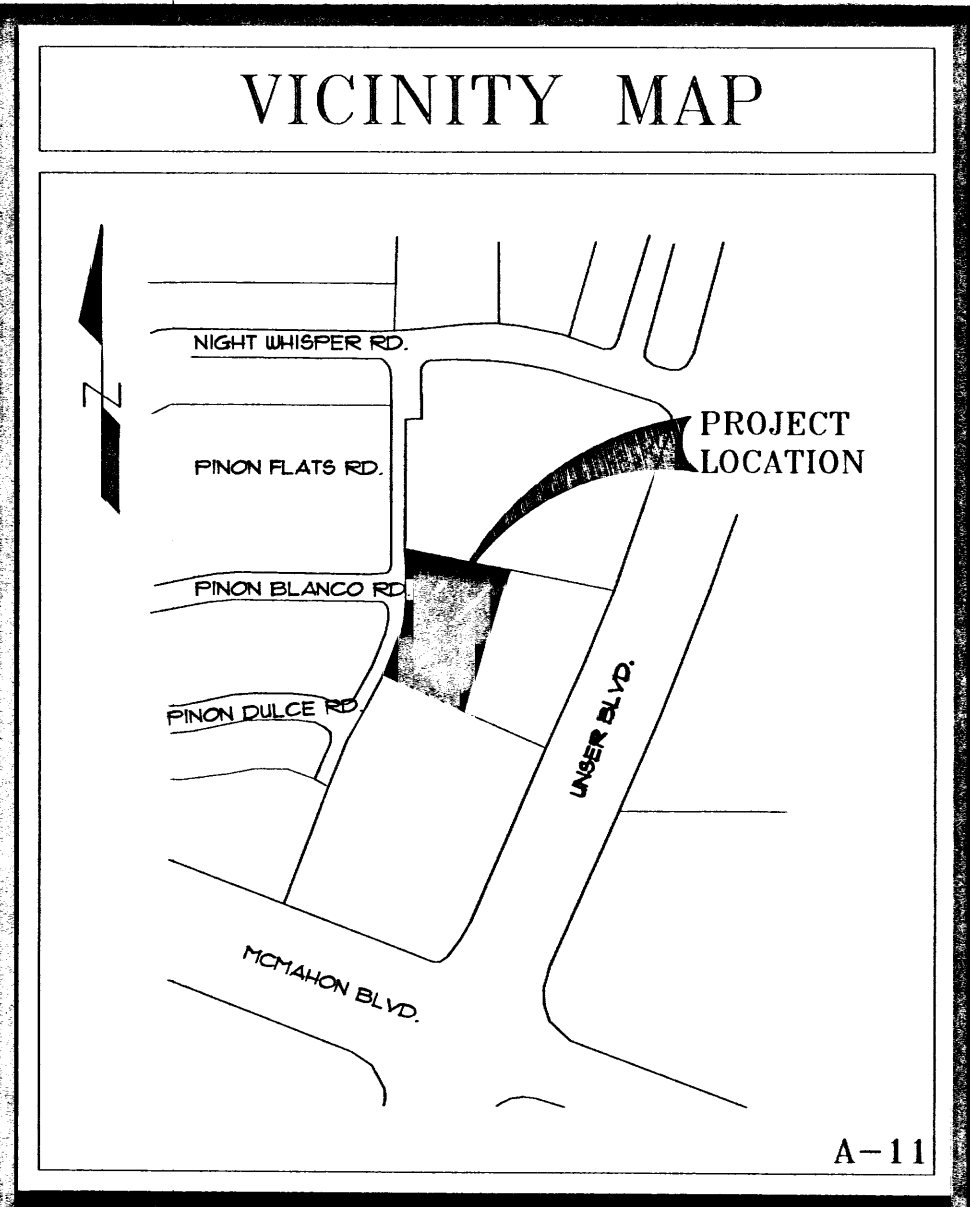 VICINITY MAP
NIGHT WHISPER RD.
PROJECT
LOCATION
PINON FLATS RD.
PINON BLANCO RD.
UNSER BLVD.
PINON DULCE RD.
MCMAHON BLVD.
A-11
N